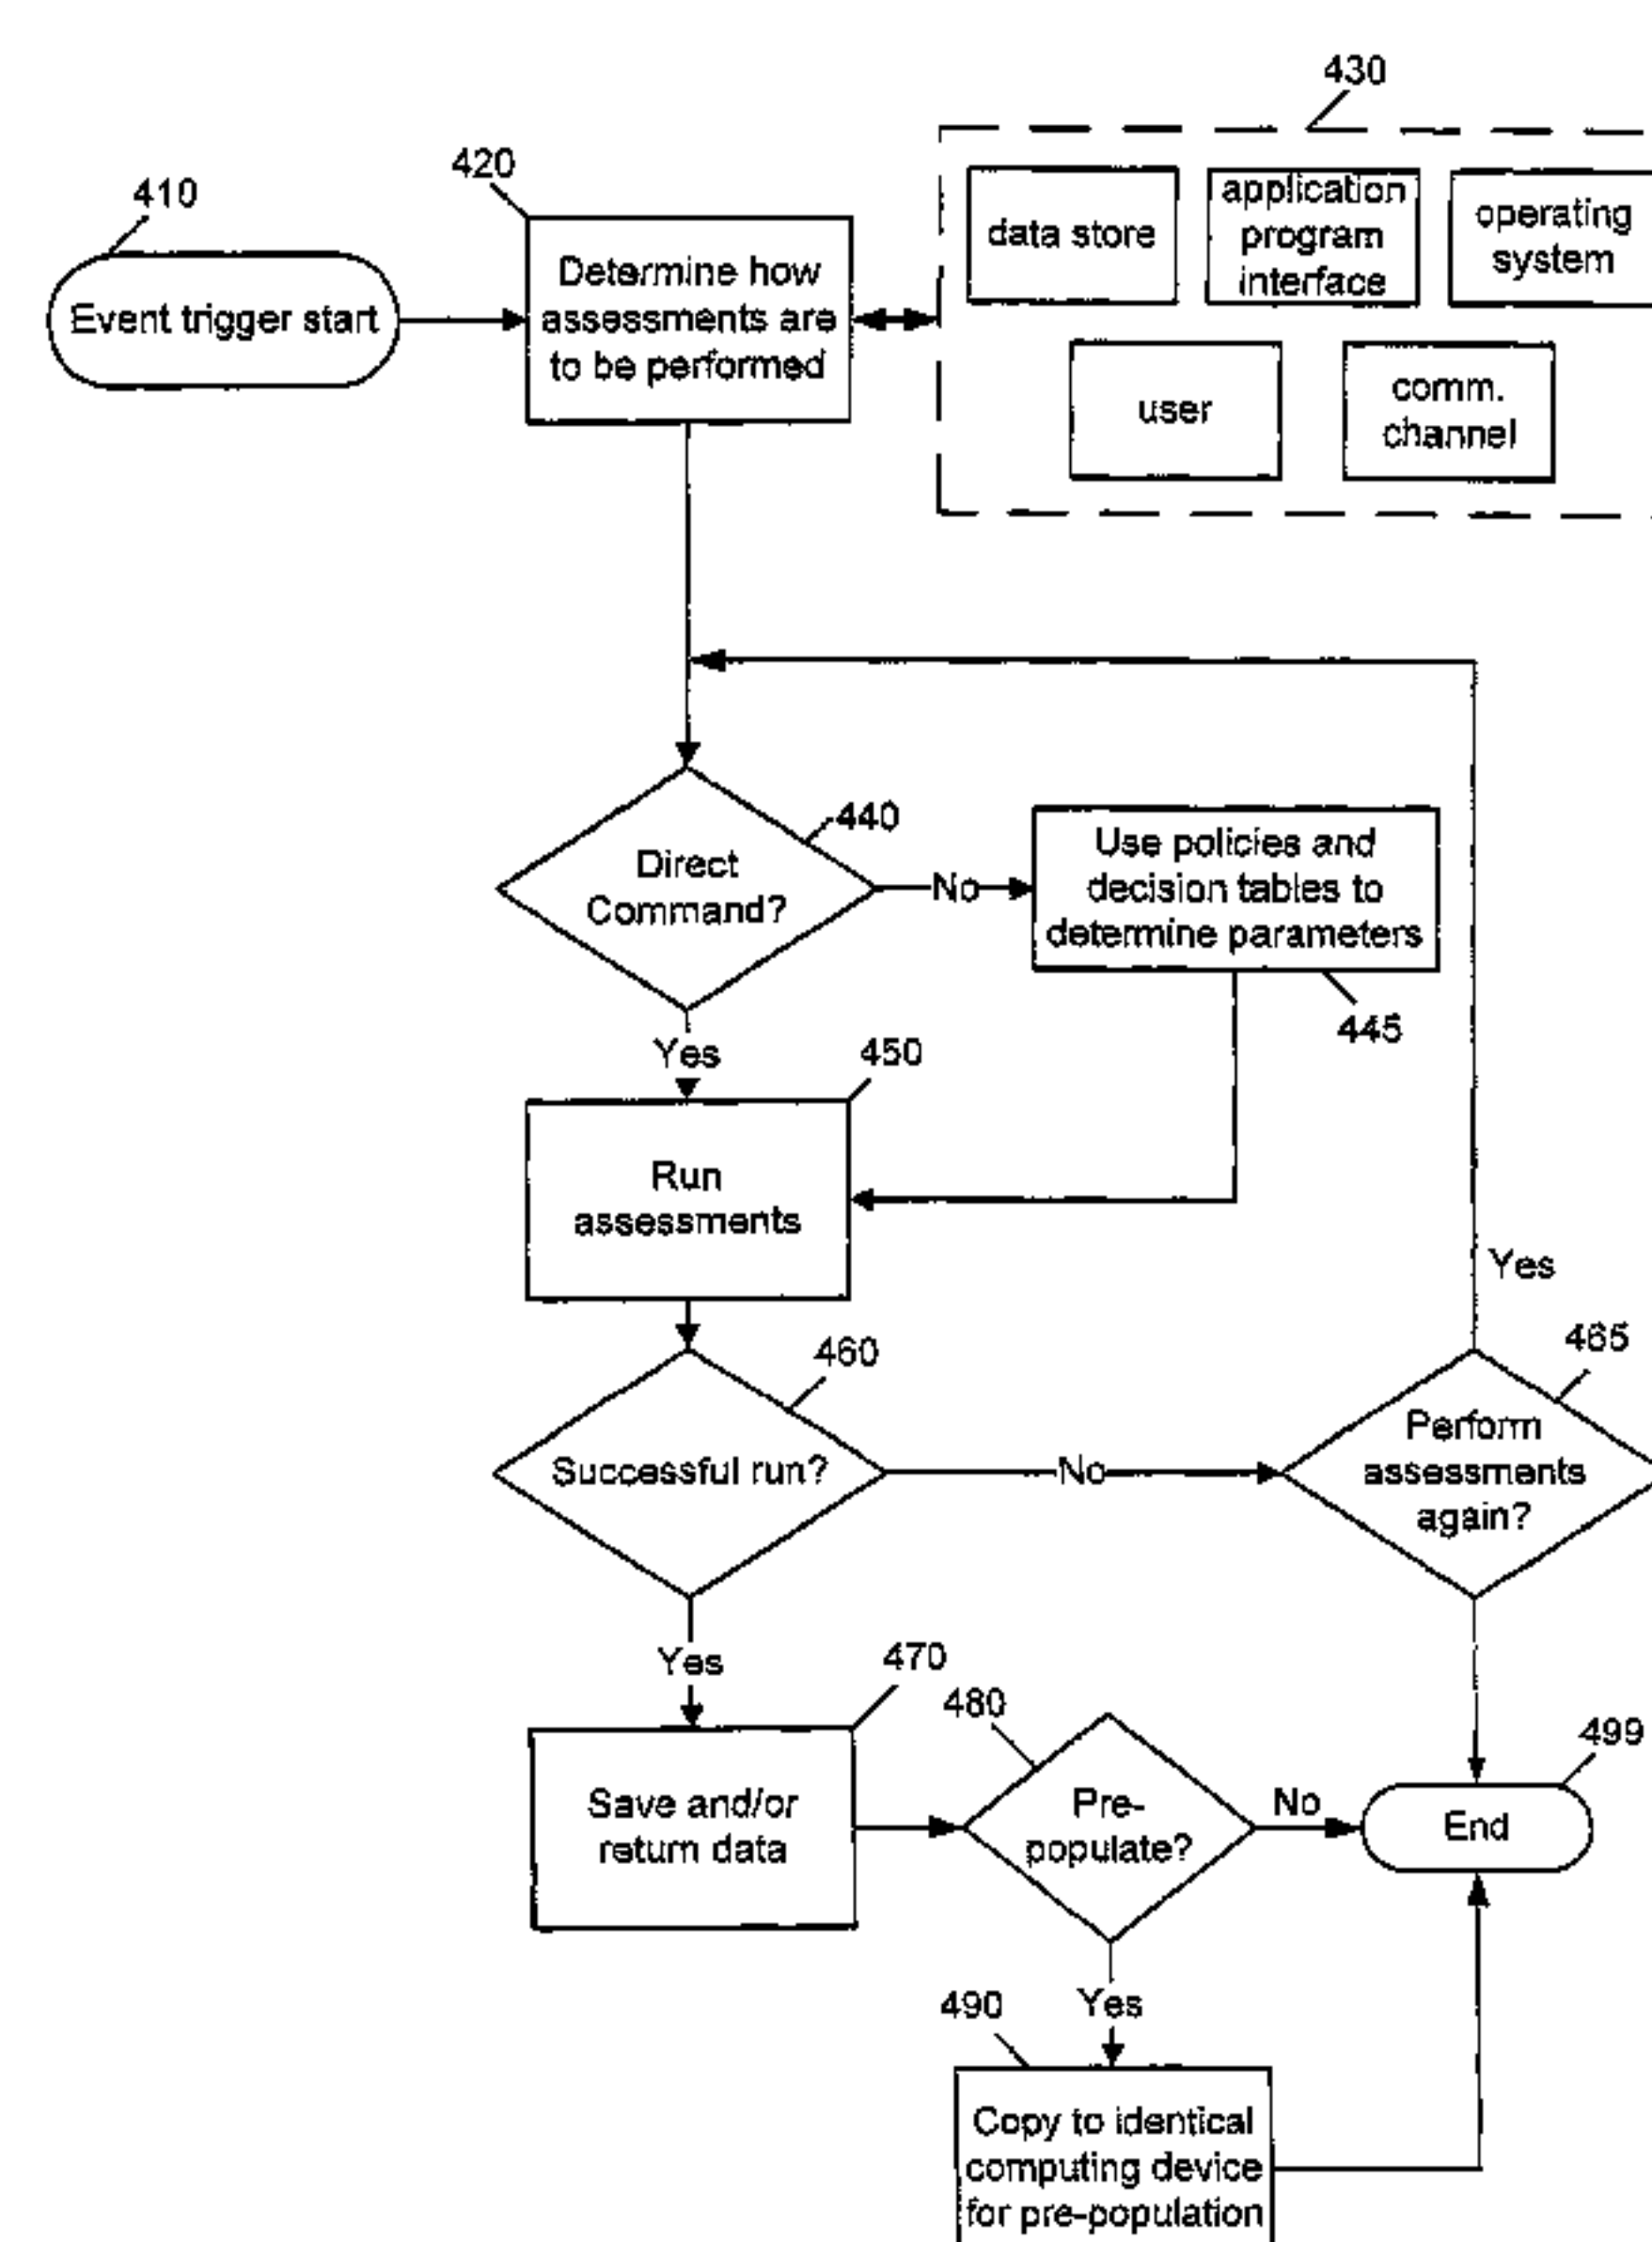 430
420
410
data store
application
program
interface
operating
system
Event trigger start
Determine how
assessments are
to be performed
user
comm.
channel
440
Direct
Command?
No
Use policies and
decision tables to
determine parameters
445
Yes
450
Run
assessments
Yes
460
465
Successful run?
No
Perform
assessments
again?
Yes
470
480
499
Save and/or
return data
Pre-
populate?
No
End
490
Yes
Copy to identical
computing device
for pre-population